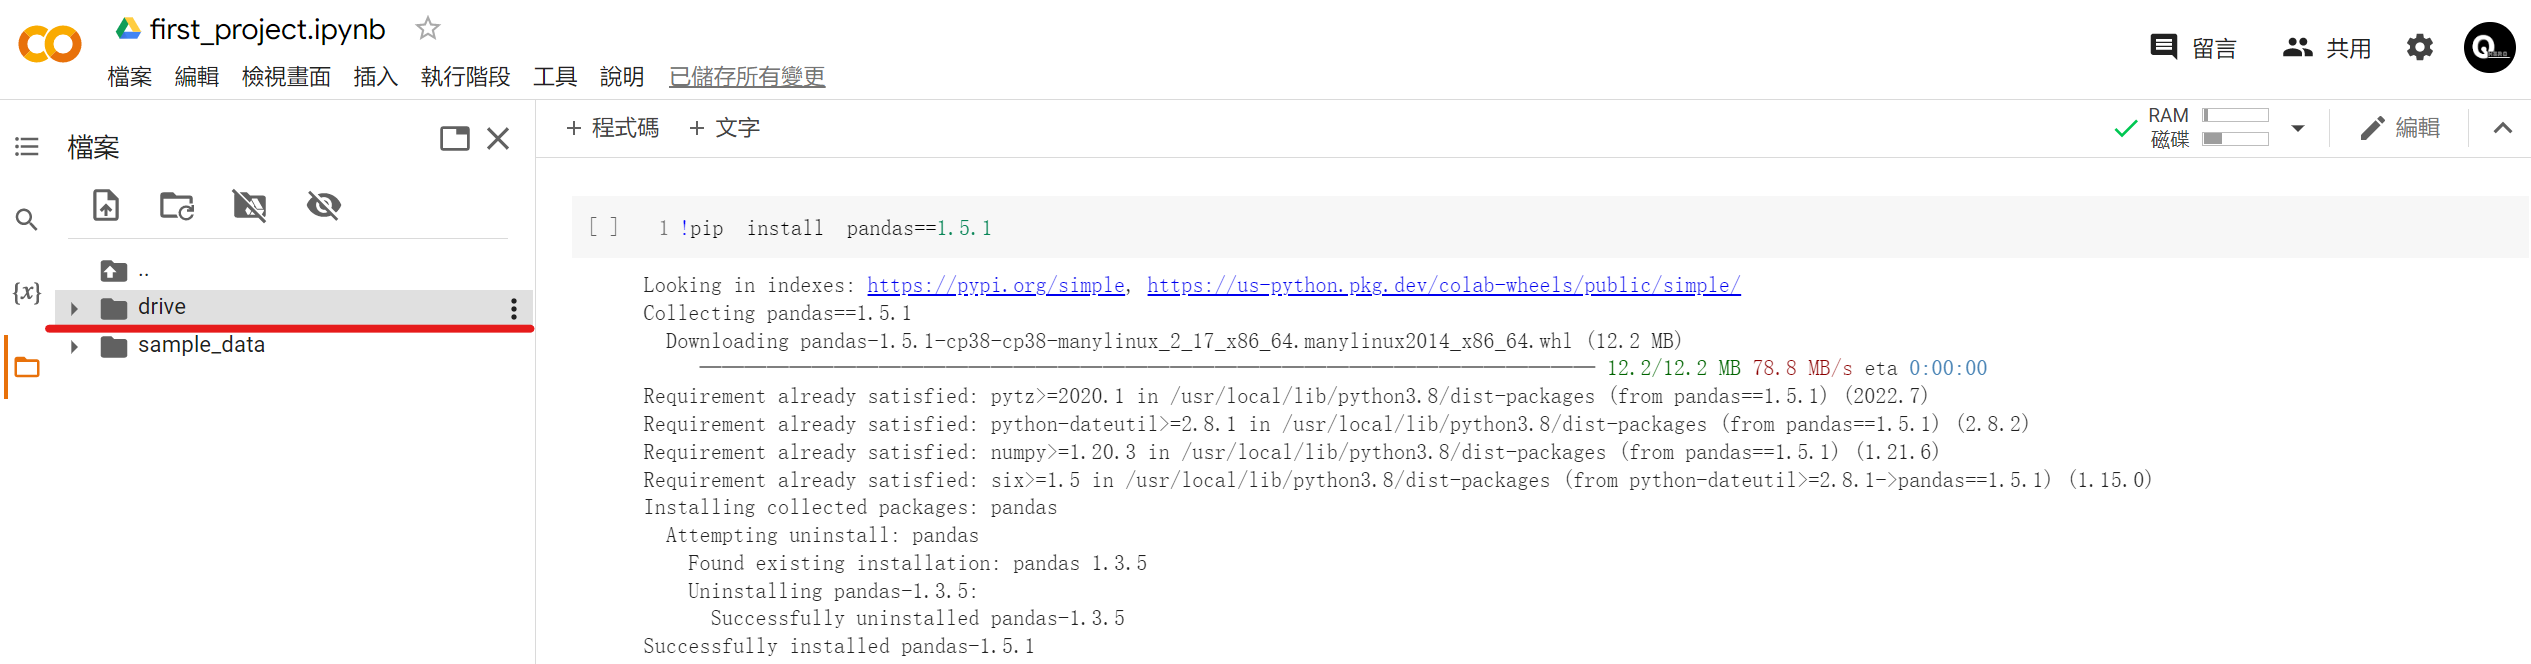 first_project.ipynb
檔案 編輯 檢視畫面 插入 執行階段 工具 說明 已儲存所有變更
留言 共用
檔案
..
drive
sample_data
+ 程式碼 + 文字
RAM
磁碟
編輯
[ ] 1 !pip install pandas==1.5.1
Looking in indexes: https://pypi.org/simple, https://us-python.pkg.dev/colab-wheels/public/simple/
Collecting pandas==1.5.1
Downloading pandas-1.5.1-cp38-cp38-manylinux_2_17_x86_64.manylinux2014_x86_64.whl (12.2 MB)
12.2/12.2 MB 78.8 MB/s eta 0:00:00
Requirement already satisfied: pytz>=2020.1 in /usr/local/lib/python3.8/dist-packages (from pandas==1.5.1) (2022.7)
Requirement already satisfied: python-dateutil>=2.8.1 in /usr/local/lib/python3.8/dist-packages (from pandas==1.5.1) (2.8.2)
Requirement already satisfied: numpy>=1.20.3 in /usr/local/lib/python3.8/dist-packages (from pandas==1.5.1) (1.21.6)
Requirement already satisfied: six>=1.5 in /usr/local/lib/python3.8/dist-packages (from python-dateutil>=2.8.1->pandas==1.5.1) (1.15.0)
Installing collected packages: pandas
Attempting uninstall: pandas
Found existing installation: pandas 1.3.5
Uninstalling pandas-1.3.5:
Successfully uninstalled pandas-1.3.5
Successfully installed pandas-1.5.1
{x}